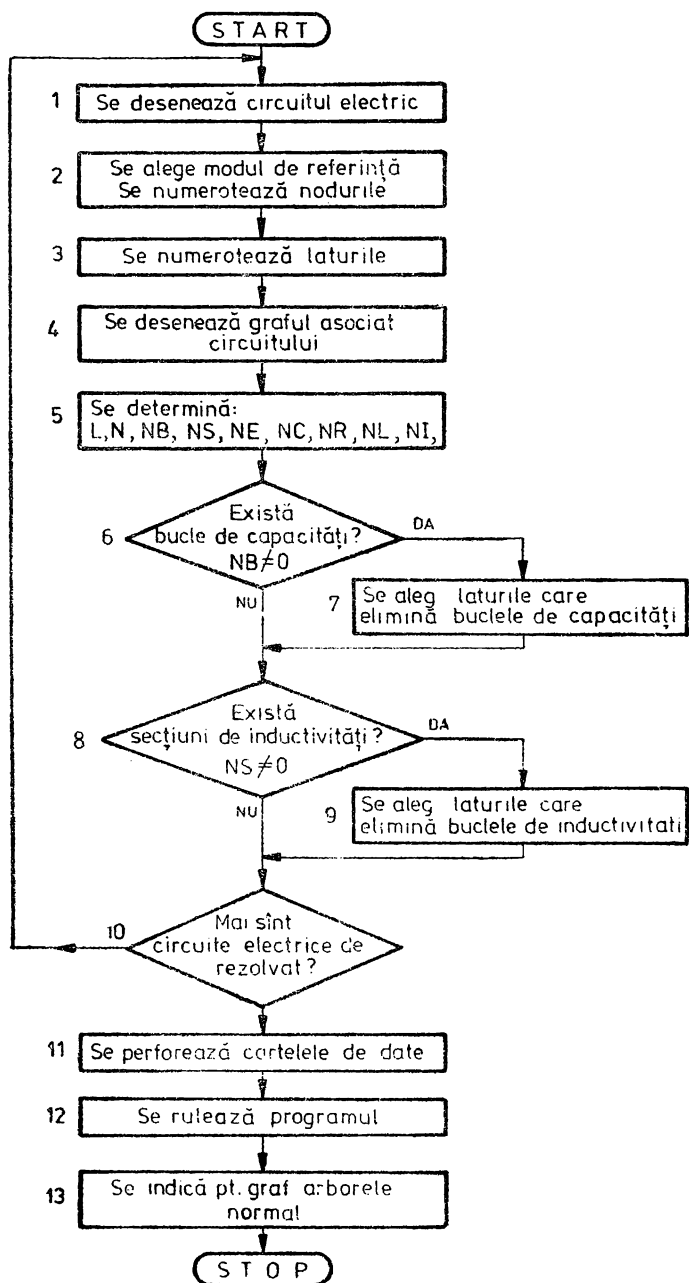 START
1 Se desenează circuitul electric
2 Se alege modul de referință
Se numerotează nodurile
3 Se numerotează laturile
4 Se desenează graful asociat
circuitului
5 Se determină:
L,N, NB, NS, NE, NC, NR, NL, NI,
6 Există
bucle de capacități?
NB≠0
DA
NU
7 Se aleg laturile care
elimină buclele de capacități
8 Există
secțiuni de inductivități?
NS≠0
DA
NU
9 Se aleg laturile care
elimină buclele de inductivitati
10 Mai sînt
circuite electrice de
rezolvat?
11 Se perforează cartelele de date
12 Se rulează programul
13 Se indică pt. graf arborele
normal
STOP